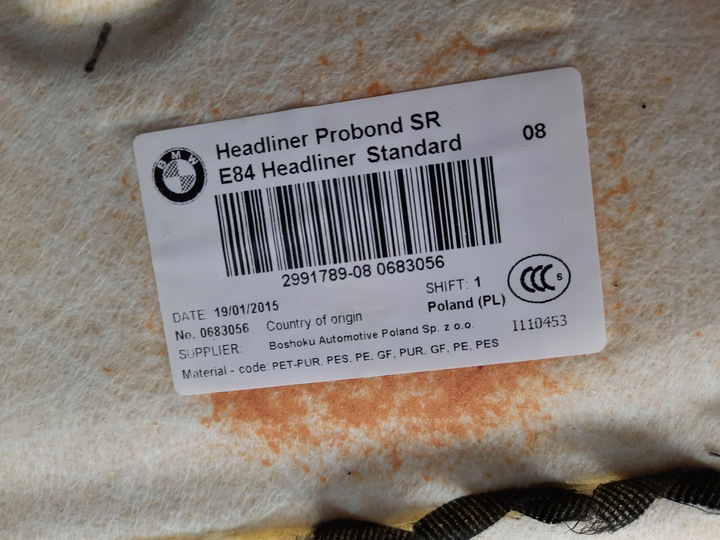 BMW
Headliner Probond SR
E84 Headliner Standard
08
2991789-08 0683056
DATE 19/01/2015
SHIFT: 1
CCC S
No. 0683056 Country of origin Poland (PL)
SUPPLIER: Boshoku Automotive Poland Sp. z o.o.
I110453
Material - code: PET-PUR, PES, PE, GF, PUR, GF, PE, PES